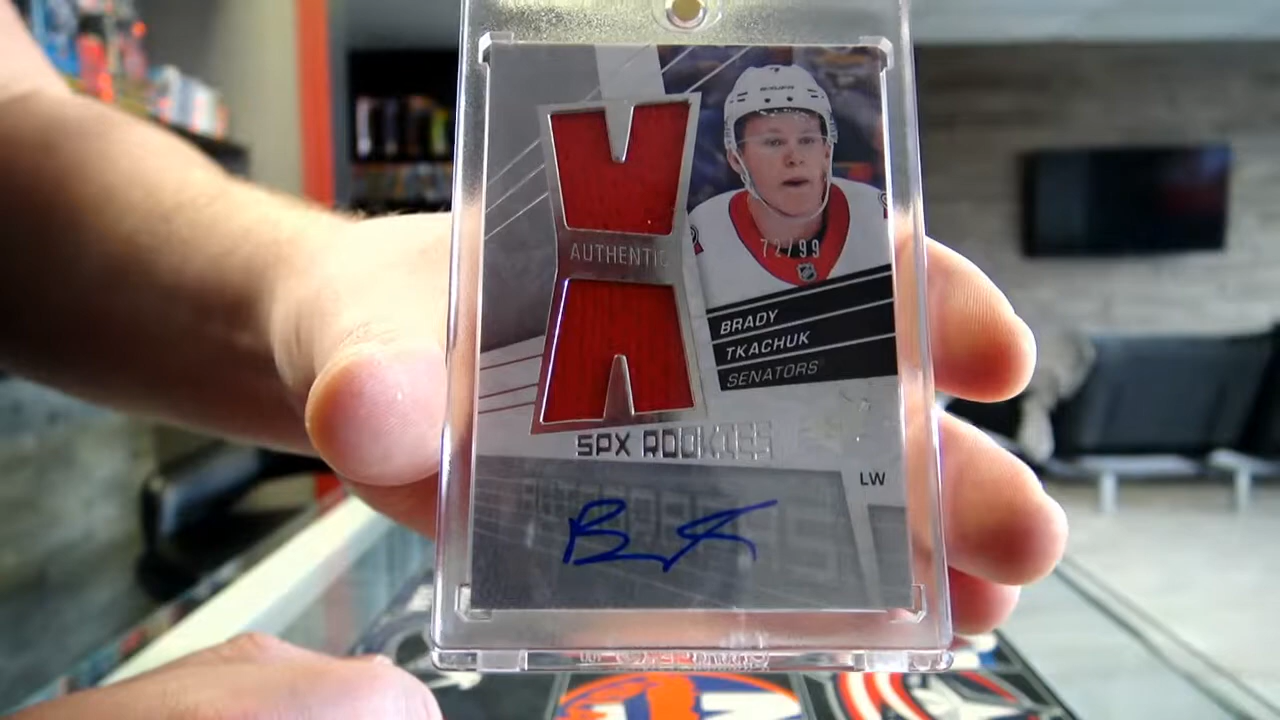 AUTHENTIC
72/99
BRADY
TKACHUK
SENATORS
SPX ROOKIES
LW